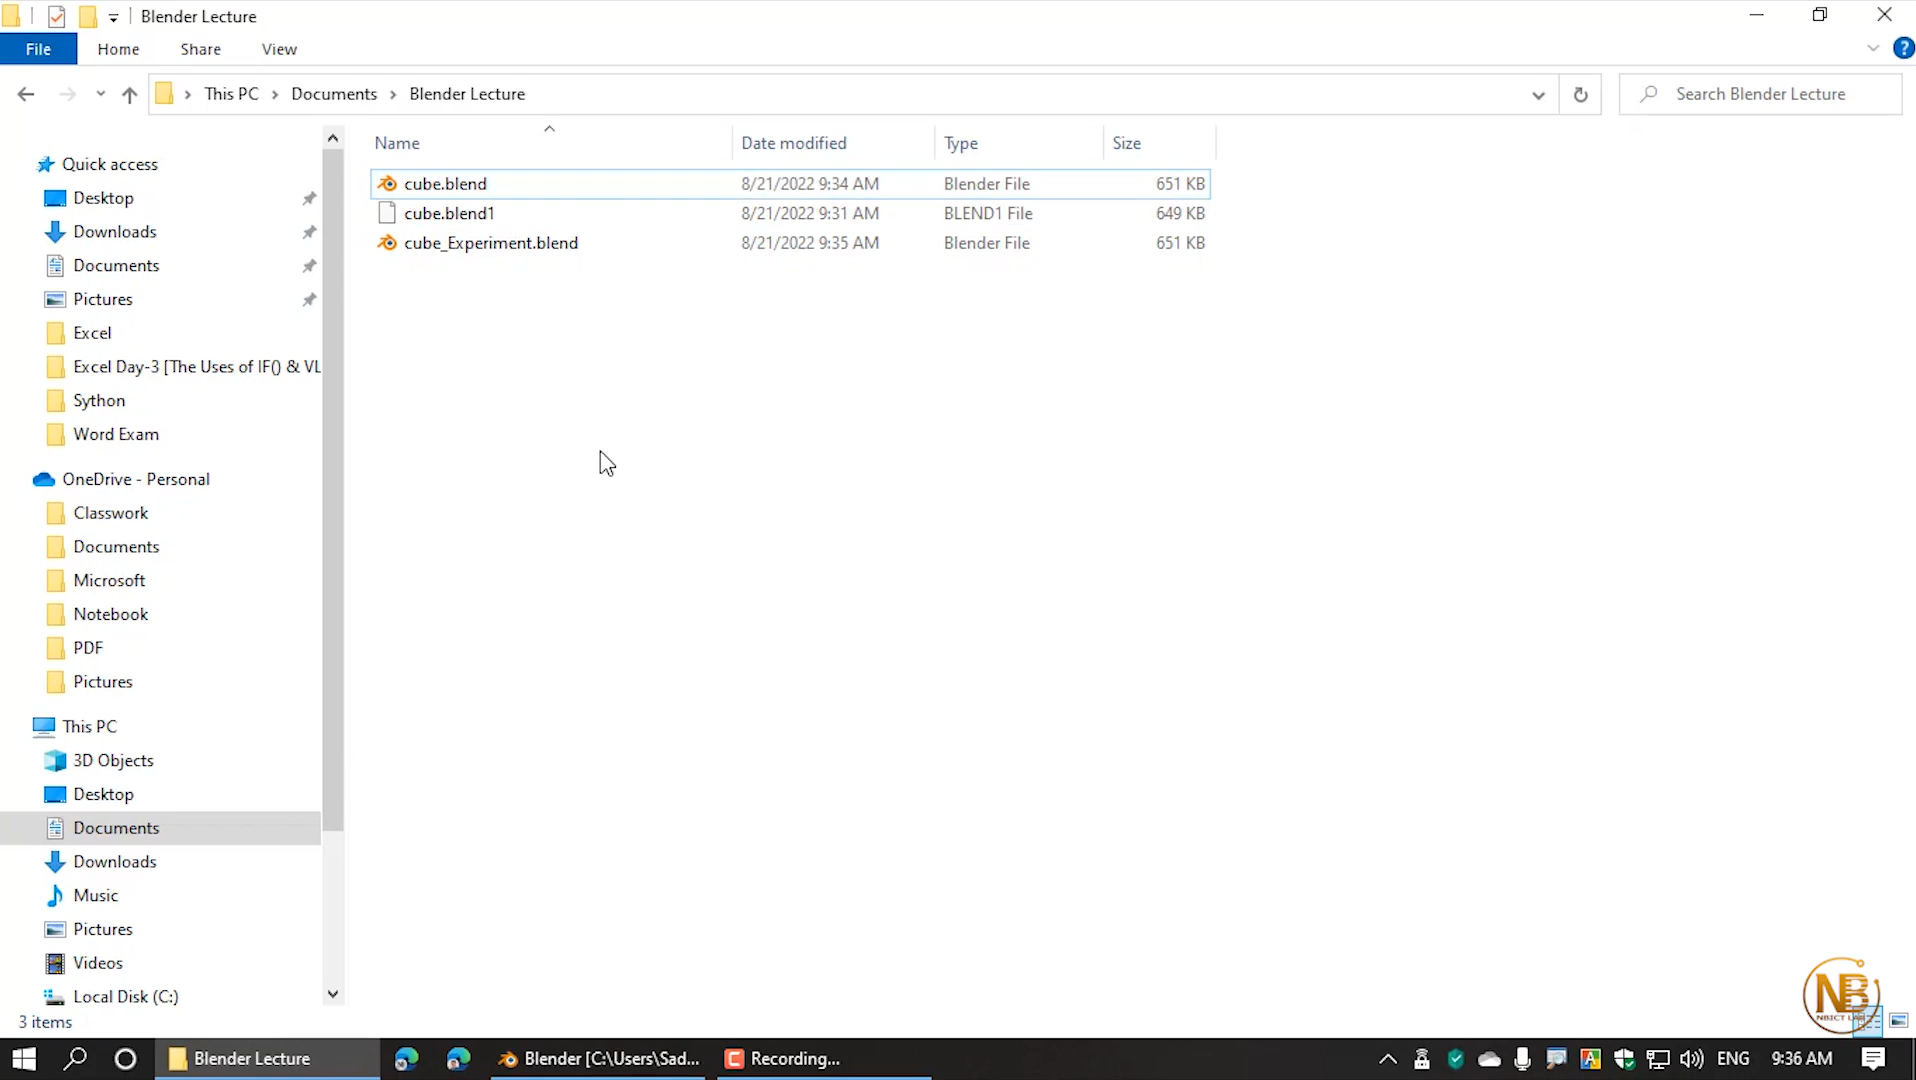 Blender Lecture
File Home Share View
This PC Documents Blender Lecture
Search Blender Lecture
Name Date modified Type Size
cube.blend 8/21/2022 9:34 AM Blender File 651 KB
cube.blend1 8/21/2022 9:31 AM BLEND1 File 649 KB
cube_Experiment.blend 8/21/2022 9:35 AM Blender File 651 KB
Quick access
Desktop
Downloads
Documents
Pictures
Excel
Excel Day-3 [The Uses of IF() & VL
Sython
Word Exam
OneDrive - Personal
Classwork
Documents
Microsoft
Notebook
PDF
Pictures
This PC
3D Objects
Desktop
Documents
Downloads
Music
Pictures
Videos
Local Disk (C:)
3 items
NB
NBICT LAB
Blender Lecture
Blender [C:\Users\Sad...
Recording...
ENG
9:36 AM